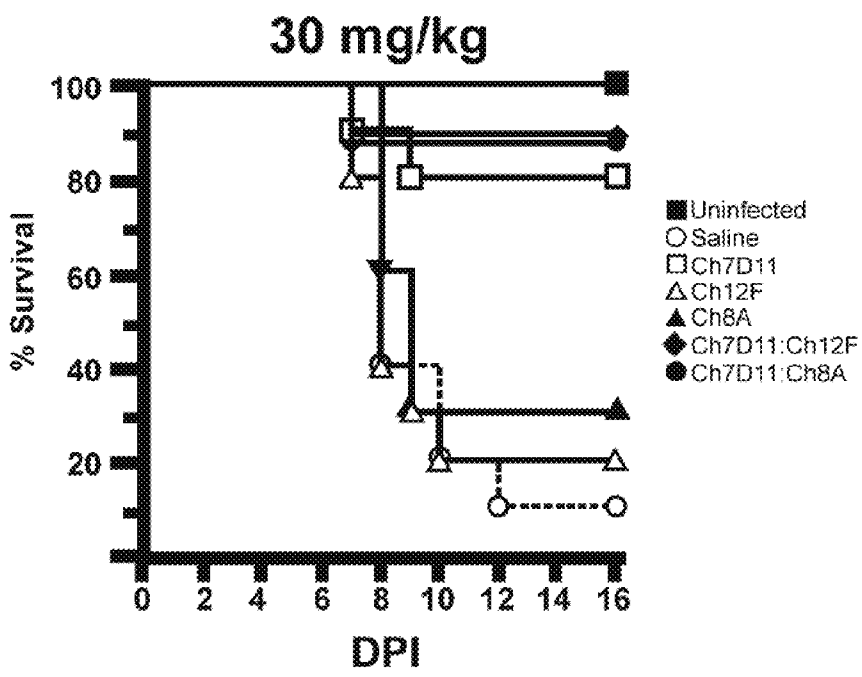 30 mg/kg
100
80
60
40
20
% Survival
0 2 4 6 8 10 12 14 16
DPI
Uninfected
Saline
Ch7D11
Ch12F
Ch8A
Ch7D11:Ch12F
Ch7D11:Ch8A